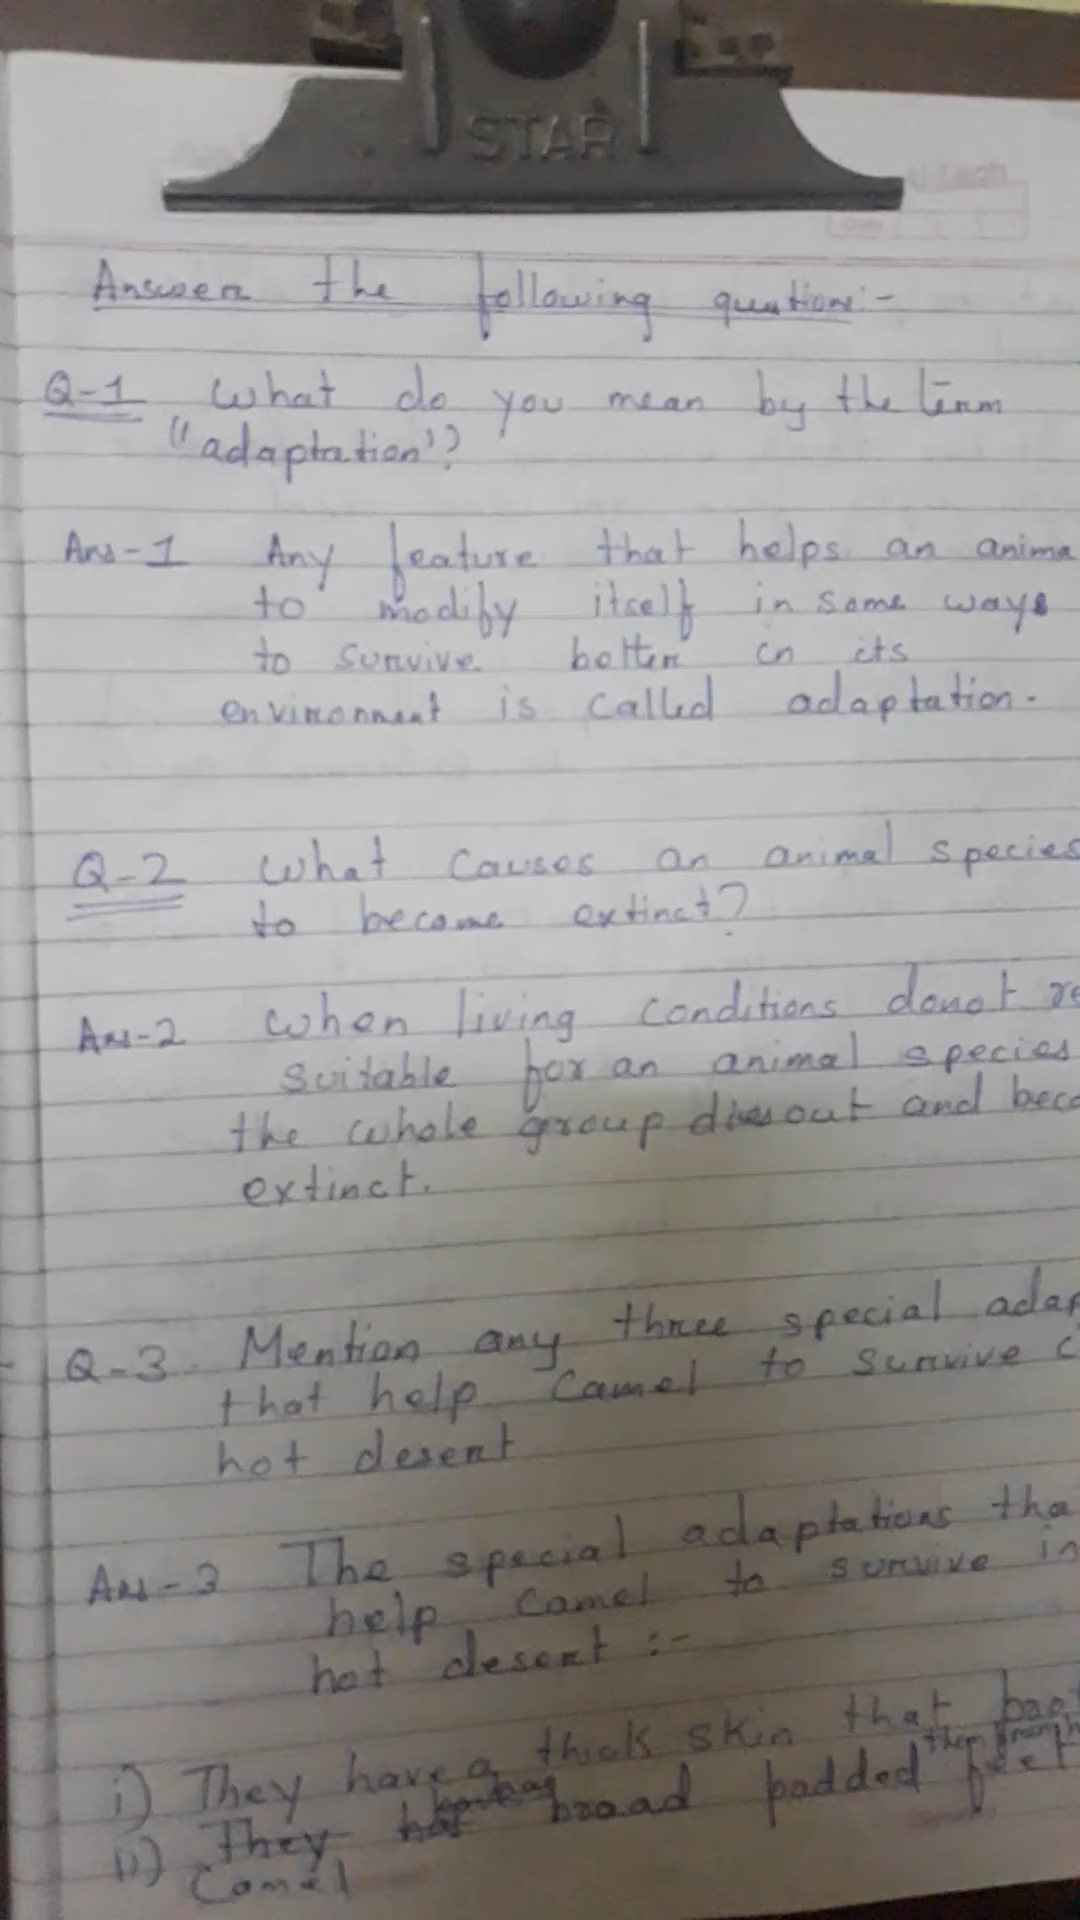 STAR
Answer the following question:-
Q-1 What do you mean by the term
"adaptation"?
Ans-1 Any feature that helps an anima
to modify itself in some ways
to survive better in its
environment is called adaptation.
Q-2 What causes an animal species
to become extinct?
Ans-2 When living conditions donot re
suitable for an animal species
the whole group dies out and beco
extinct.
Q-3 Mention any three special adap
that help camel to survive i
hot desert
Ans-3 The special adaptations tha
help camel to survive in
hot desert :-
i) They have a thick skin that
them from h
ii) They broad padded feet
Camel